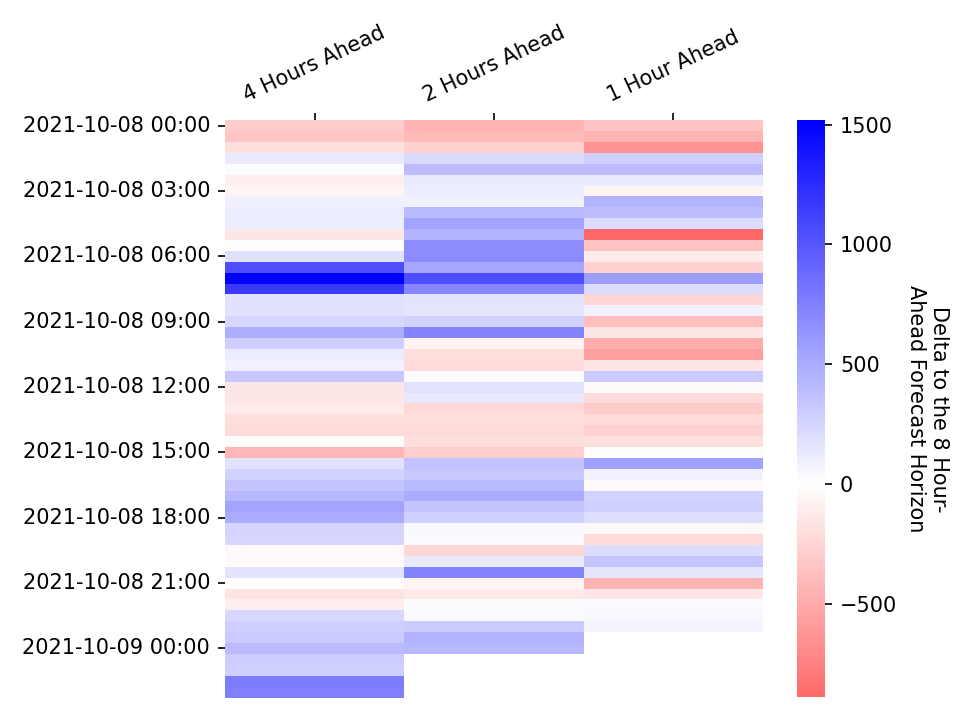 4 Hours Ahead
2 Hours Ahead
1 Hour Ahead
2021-10-08 00:00
2021-10-08 03:00
2021-10-08 06:00
2021-10-08 09:00
2021-10-08 12:00
2021-10-08 15:00
2021-10-08 18:00
2021-10-08 21:00
2021-10-09 00:00
1500
1000
500
0
−500
Delta to the 8 Hour-
Ahead Forecast Horizon